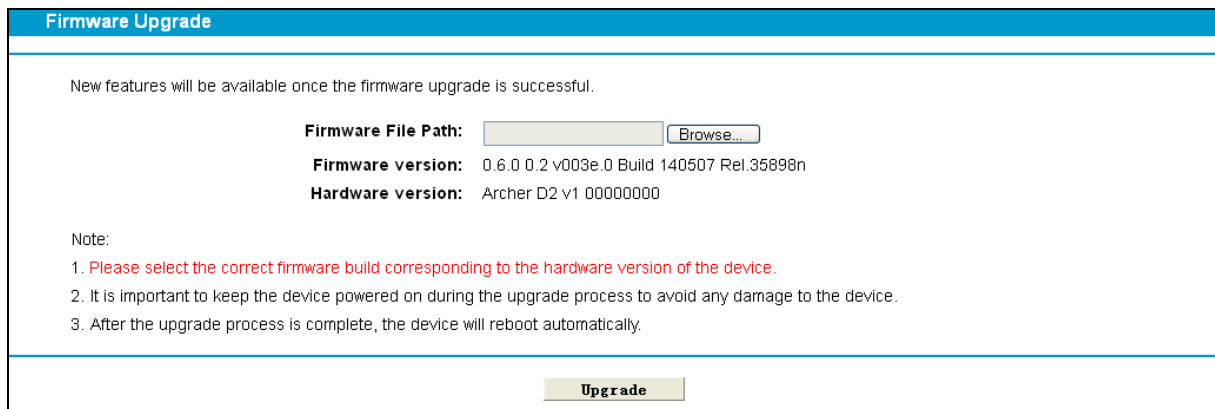 Firmware Upgrade
New features will be available once the firmware upgrade is successful.
Firmware File Path: Browse...
Firmware version: 0.6.0 0.2 v003e.0 Build 140507 Rel.35898n
Hardware version: Archer D2 v1 00000000
Note:
1. Please select the correct firmware build corresponding to the hardware version of the device.
2. It is important to keep the device powered on during the upgrade process to avoid any damage to the device.
3. After the upgrade process is complete, the device will reboot automatically.
Upgrade